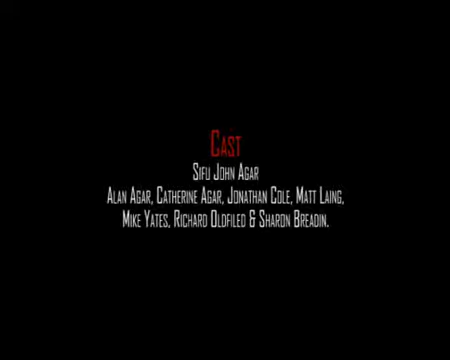 Cast
Sifu John Agar
Alan Agar, Catherine Agar, Jonathan Cole, Matt Laing,
Mike Yates, Richard Oldfiled & Sharon Breadin.